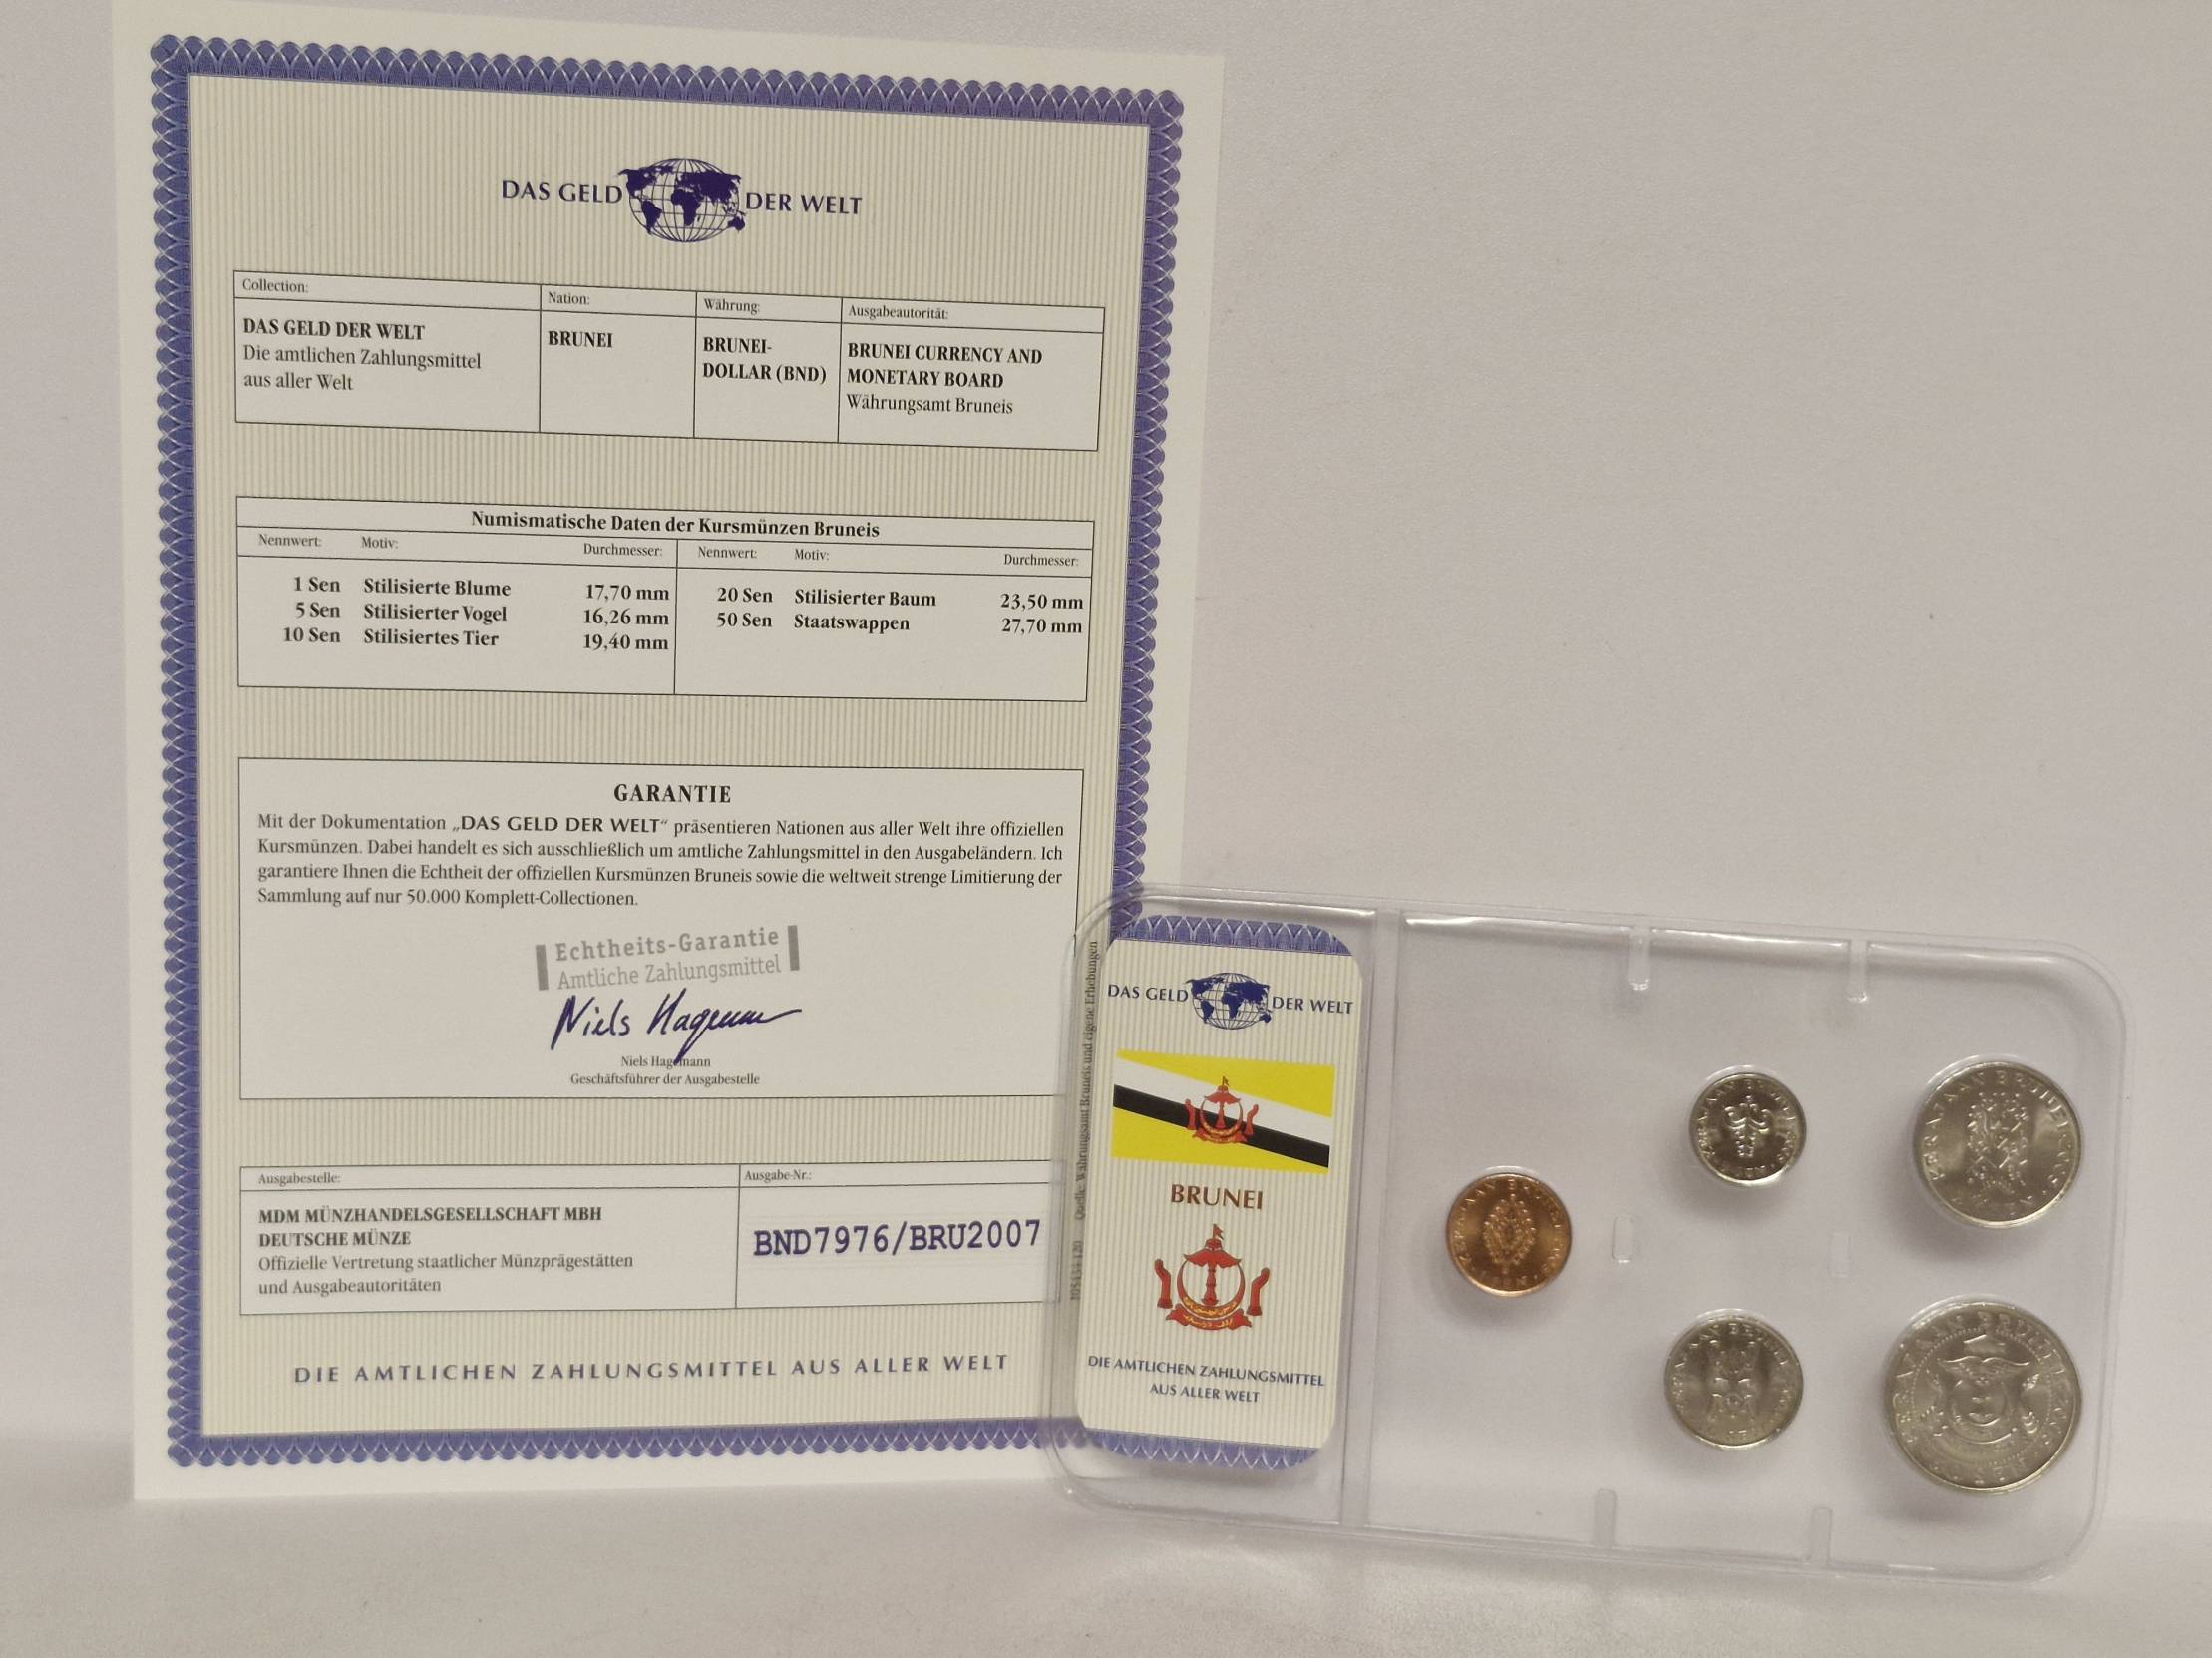 DAS GELD DER WELT
Collection:
DAS GELD DER WELT
Die amtlichen Zahlungsmittel
aus aller Welt
Nation:
BRUNEI
Währung:
BRUNEI-
DOLLAR (BND)
Ausgabeautorität:
BRUNEI CURRENCY AND
MONETARY BOARD
Währungsamt Bruneis
Numismatische Daten der Kursmünzen Bruneis
Nennwert: Motiv: Durchmesser: Nennwert: Motiv: Durchmesser:
1 Sen Stilisierte Blume 17,70 mm 20 Sen Stilisierter Baum 23,50 mm
5 Sen Stilisierter Vogel 16,26 mm 50 Sen Staatswappen 27,70 mm
10 Sen Stilisiertes Tier 19,40 mm
GARANTIE
Mit der Dokumentation „DAS GELD DER WELT“ präsentieren Nationen aus aller Welt ihre offiziellen
Kursmünzen. Dabei handelt es sich ausschließlich um amtliche Zahlungsmittel in den Ausgabeländern. Ich
garantiere Ihnen die Echtheit der offiziellen Kursmünzen Bruneis sowie die weltweit strenge Limitierung der
Sammlung auf nur 50.000 Komplett-Collectionen.
Echtheits-Garantie
Amtliche Zahlungsmittel
Niels Hagemann
Niels Hagemann
Geschäftsführer der Ausgabestelle
Ausgabestelle:
MDM MÜNZHANDELSGESELLSCHAFT MBH
DEUTSCHE MÜNZE
Offizielle Vertretung staatlicher Münzprägestätten
und Ausgabeautoritäten
Ausgabe-Nr.:
BND7976/BRU2007
DIE AMTLICHEN ZAHLUNGSMITTEL AUS ALLER WELT
Quelle: Währungsamt Bruneis und eigene Erhebungen
DAS GELD DER WELT
BRUNEI
DIE AMTLICHEN ZAHLUNGSMITTEL
AUS ALLER WELT